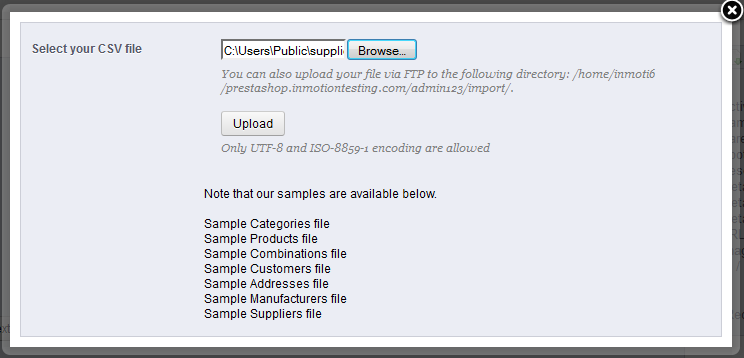 Select your CSV file
C:\Users\Public\suppli
Browse...
You can also upload your file via FTP to the following directory: /home/inmoti6
/prestashop.inmotiontesting.com/admin123/import/.
Upload
Only UTF-8 and ISO-8859-1 encoding are allowed
Note that our samples are available below.
Sample Categories file
Sample Products file
Sample Combinations file
Sample Customers file
Sample Addresses file
Sample Manufacturers file
Sample Suppliers file